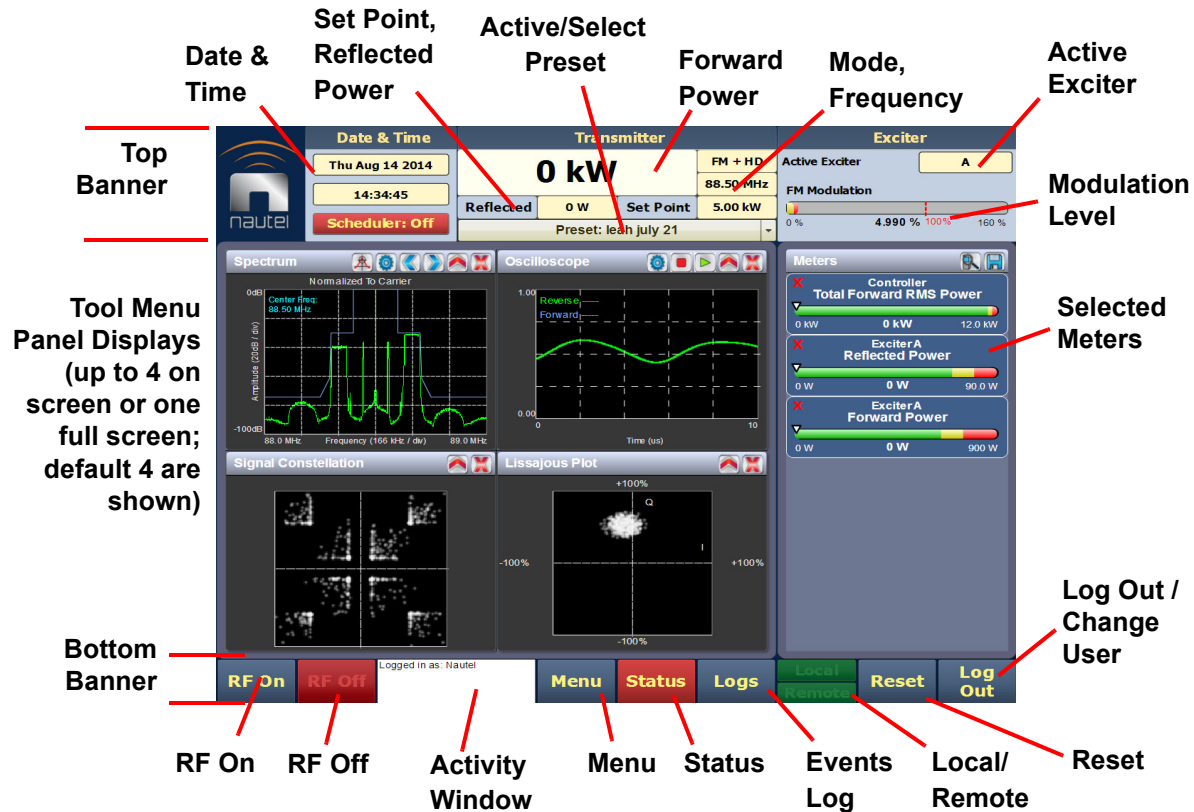 Set Point,
Reflected
Power
Active/Select
Preset
Date &
Time
Forward
Power
Mode,
Frequency
Active
Exciter
Top
Banner
Modulation
Level
Tool Menu
Panel Displays
(up to 4 on
screen or one
full screen;
default 4 are
shown)
Selected
Meters
Bottom
Banner
Log Out /
Change
User
nautel
Date & Time
Thu Aug 14 2014
14:34:45
Scheduler: Off
Transmitter
0 kW
FM + HD
88.50 MHz
Reflected
0 W
Set Point
5.00 kW
Preset: leah july 21
Exciter
Active Exciter
A
FM Modulation
0 %
4.990 %
100%
160 %
Spectrum
Normalized To Carrier
0dB
Center Freq:
88.50 MHz
Amplitude (20dB / div)
-100dB
88.0 MHz
Frequency (166 kHz / div)
89.0 MHz
Oscilloscope
1.00
Reverse
Forward
0.00
0
10
Time (us)
Signal Constellation
Lissajous Plot
+100%
Q
I
-100%
+100%
-100%
Meters
Controller
Total Forward RMS Power
0 kW
0 kW
12.0 kW
Exciter A
Reflected Power
0 W
0 W
90.0 W
Exciter A
Forward Power
0 W
0 W
900 W
RF On
RF Off
Logged in as: Nautel
Menu
Status
Logs
Local
Remote
Reset
Log
Out
RF On
RF Off
Activity
Window
Menu
Status
Events
Log
Local/
Remote
Reset